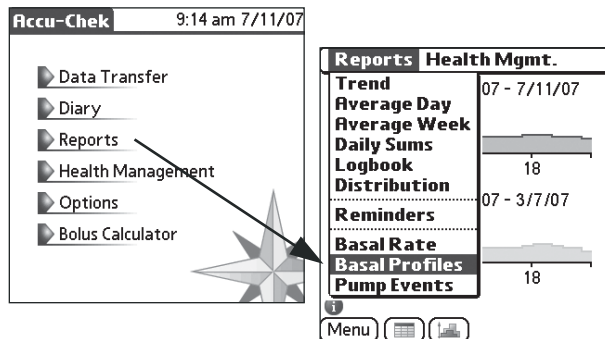 Accu-Chek 9:14 am 7/11/07
Data Transfer
Diary
Reports
Health Management
Options
Bolus Calculator
Reports Health Mgmt.
Trend
Average Day
Average Week
Daily Sums
Logbook
Distribution
Reminders
Basal Rate
Basal Profiles
Pump Events
07 - 7/11/07
18
07 - 3/7/07
18
i
Menu